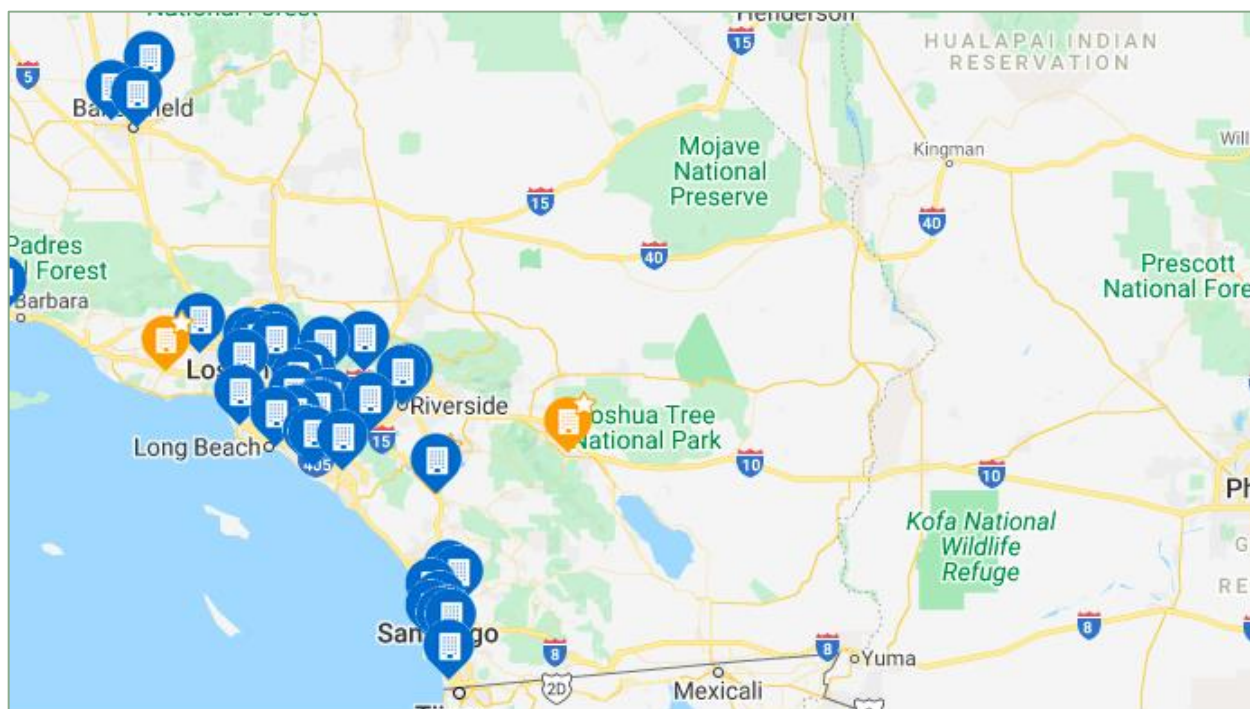 National Forest
Henderson
15
HUALAPAI INDIAN
RESERVATION
5
Mojave
National
Preserve
Kingman
15
40
40
Padres
Forest
Barbara
Prescott
Riverside
Joshua Tree
National Park
15
Long Beach
405
10
10
Kofa National
Wildlife
Refuge
8
8
8
Yuma
2D
Mexicali